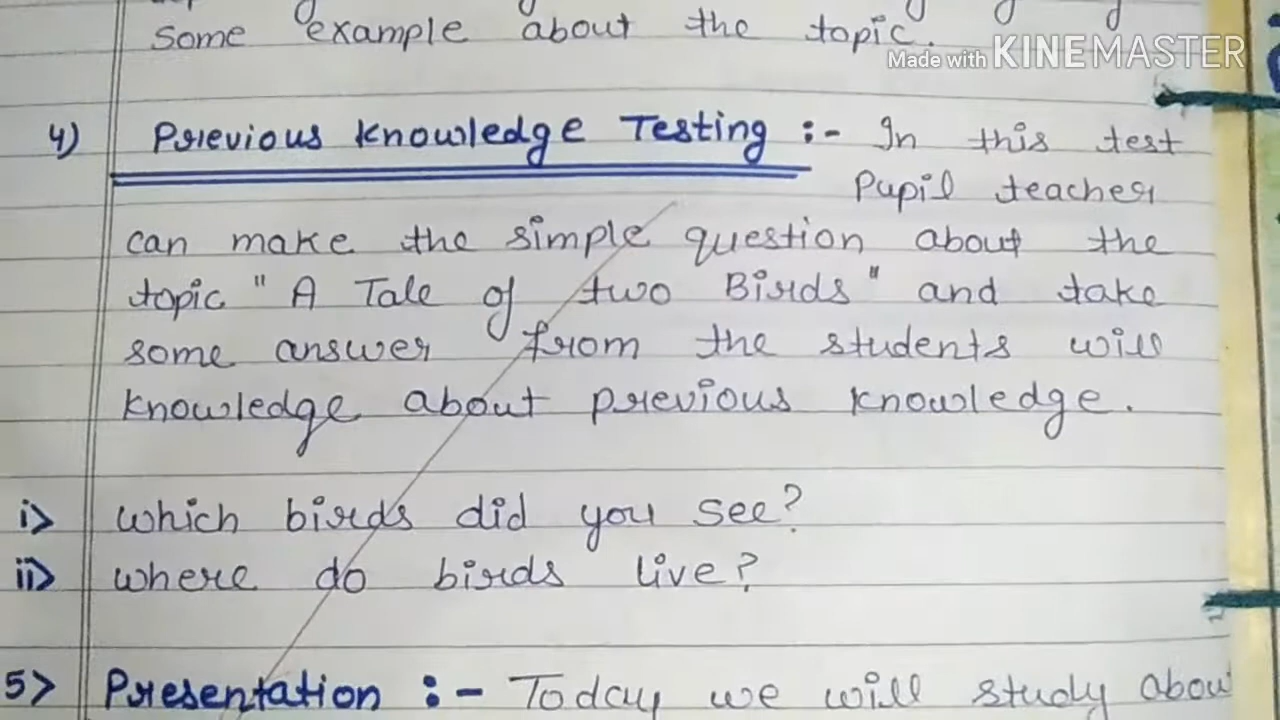 some example about the topic.
Made with KINEMASTER
4) Previous Knowledge Testing :- In this test
Pupil teacher
can make the simple question about the
topic "A Tale of two Birds" and take
some answer from the students will
knowledge about previous knowledge.
i> which birds did you see?
ii> where do birds live?
5> Presentation :- Today we will study abou